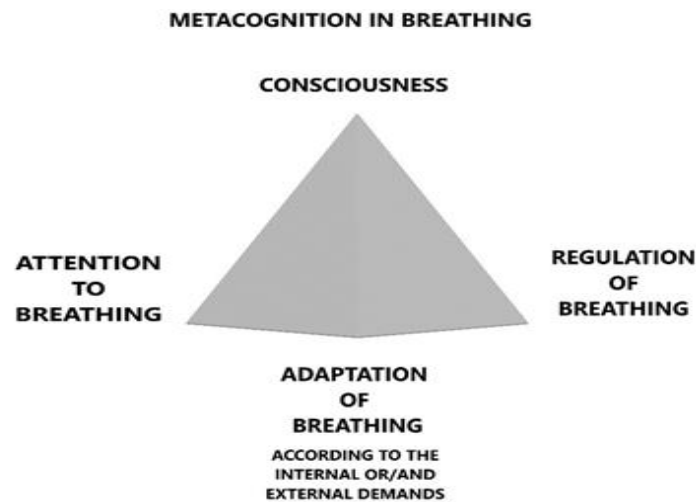 METACOGNITION IN BREATHING
CONSCIOUSNESS
ATTENTION
TO
BREATHING
REGULATION
OF
BREATHING
ADAPTATION
OF
BREATHING
ACCORDING TO THE
INTERNAL OR/AND
EXTERNAL DEMANDS